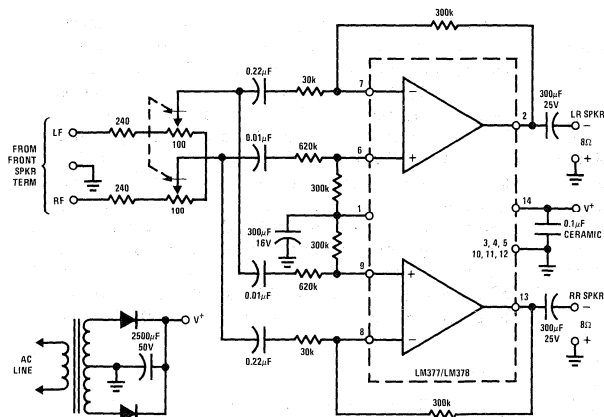 300k
0.22μF
30k
7
2
300μF
25V
LR SPKR
−
8Ω
+
240
LF
100
FROM
FRONT
SPKR
TERM
0.01μF
620k
6
−
+
300k
1
300μF
16V
300k
14
V+
0.1μF
CERAMIC
3, 4, 5
10, 11, 12
RF
240
100
9
0.01μF
620k
+
−
13
RR SPKR
−
8Ω
+
300μF
25V
8
0.22μF
30k
LM377/LM378
300k
V+
2500μF
50V
AC
LINE